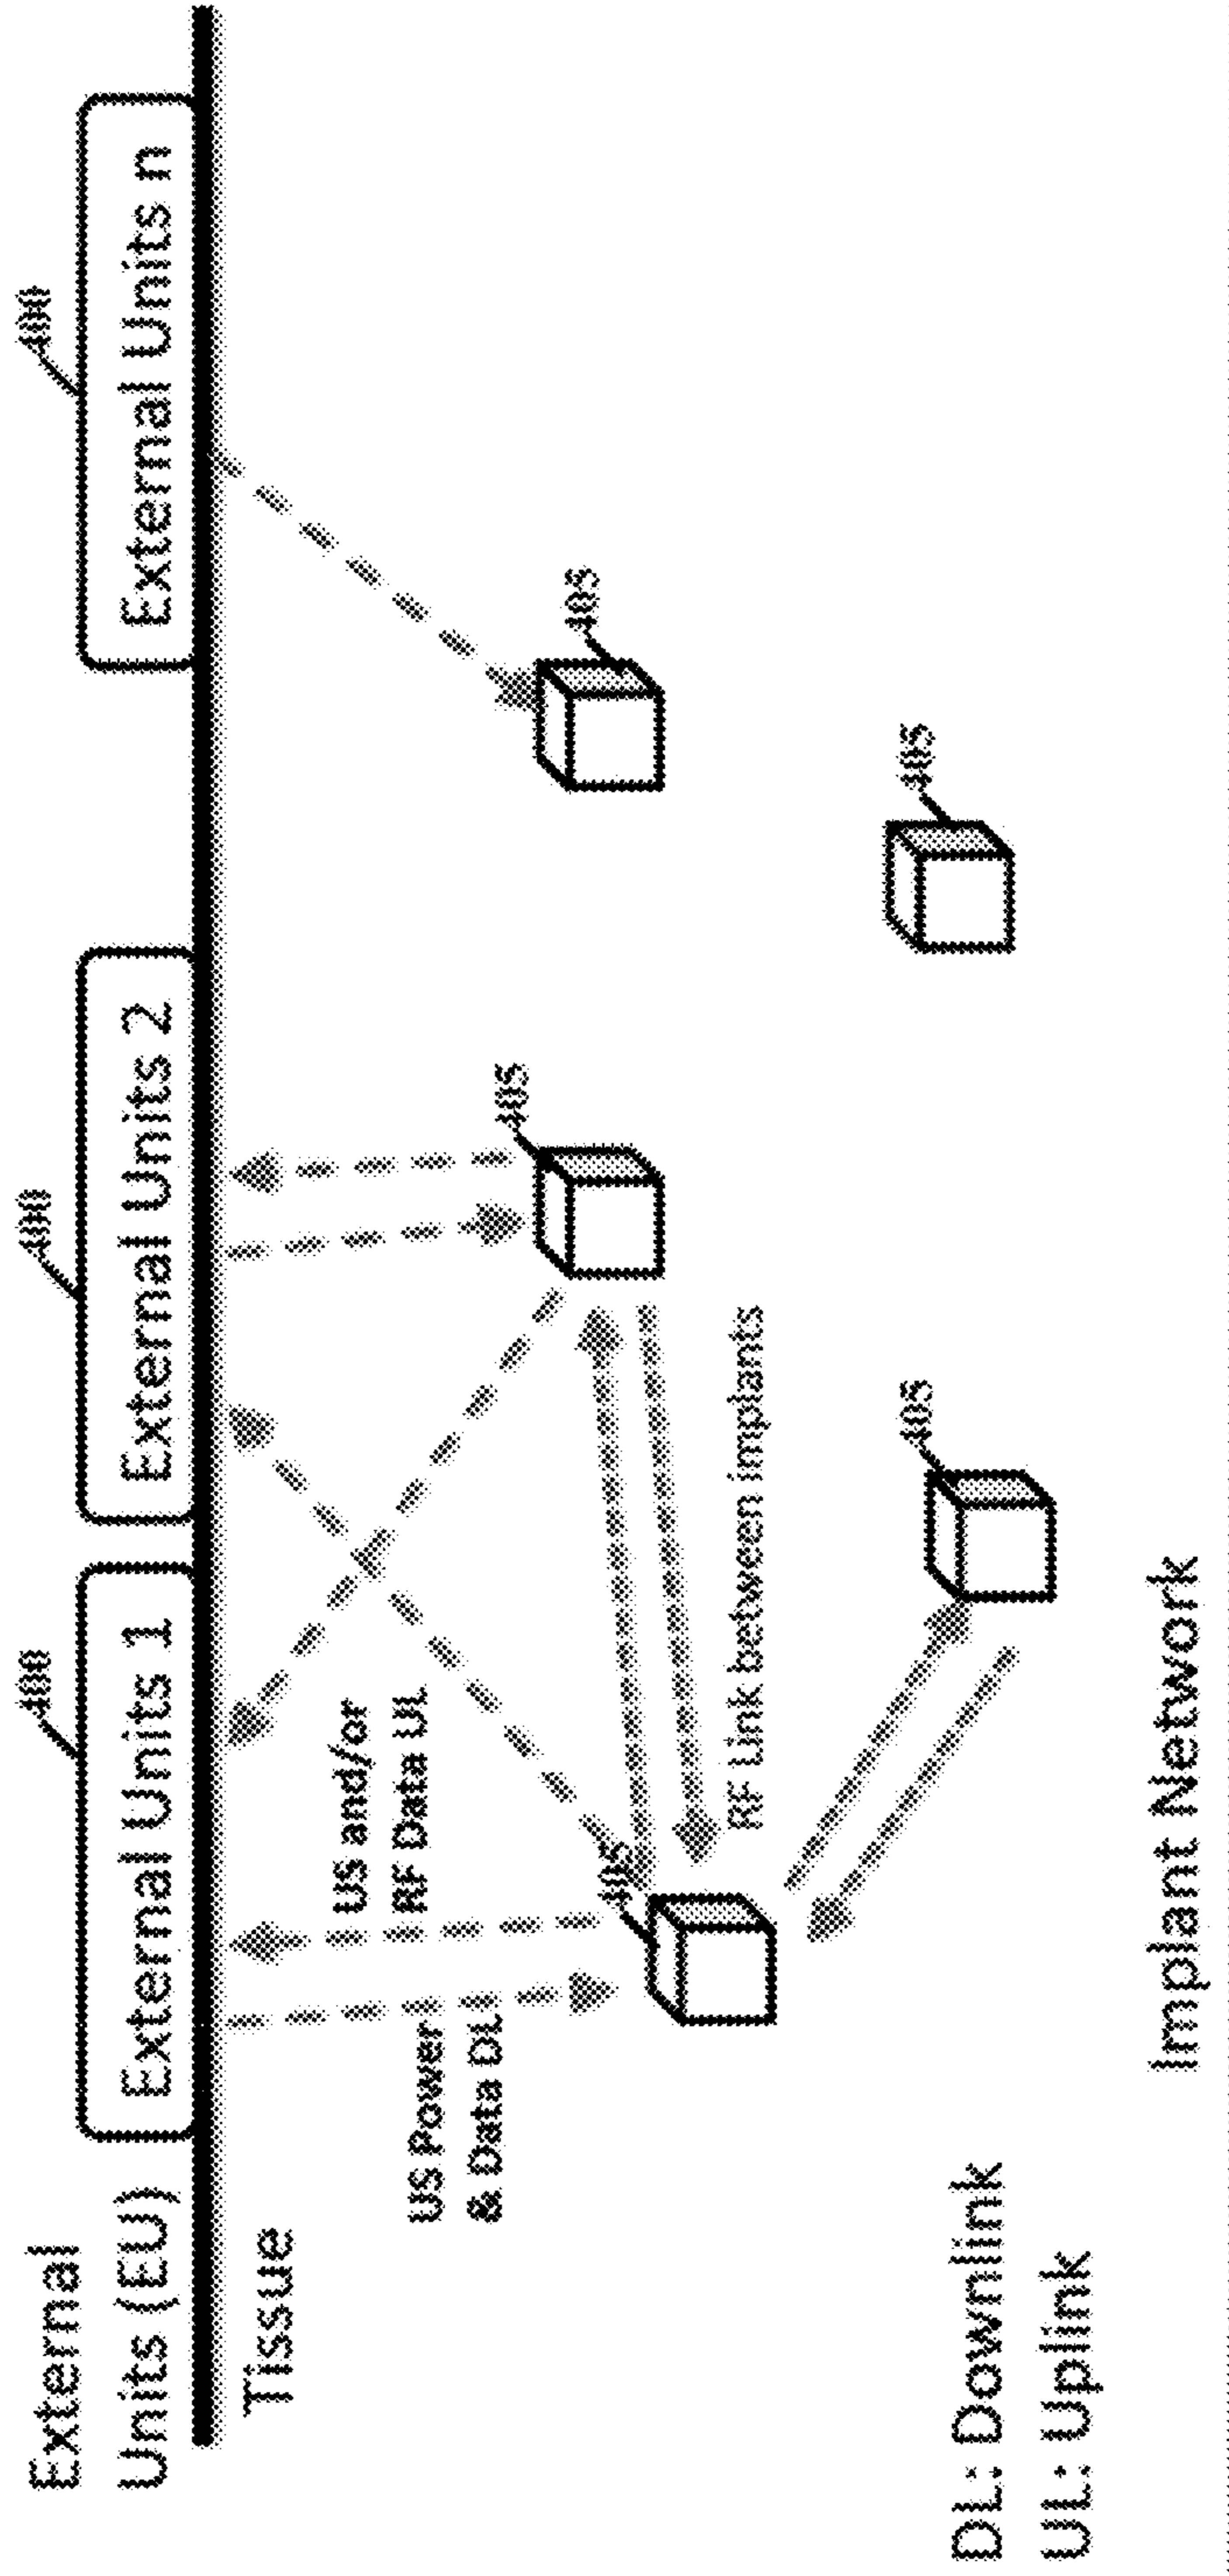 External
Units (EU)
400
External Units 1
400
External Units 2
400
External Units n
Tissue
US Power
& Data DL
US and/or
RF Data UL
405
405
405
RF Link between implants
405
405
DL: Downlink
UL: Uplink
Implant Network